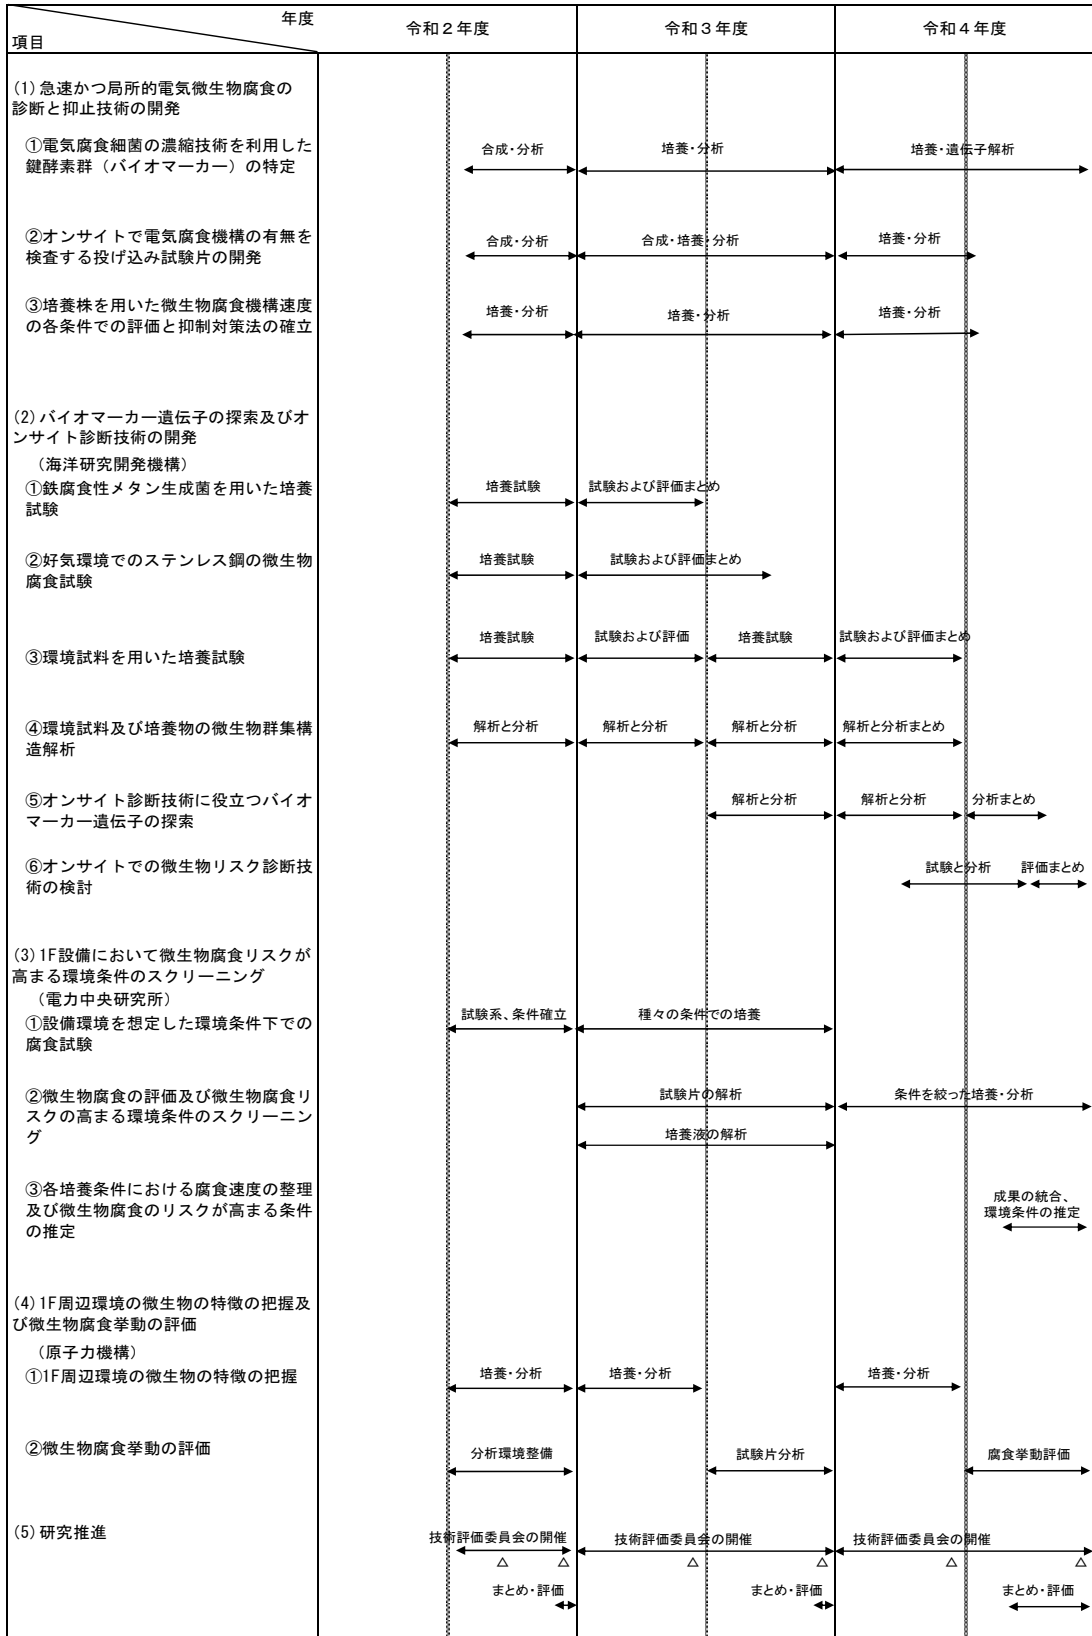 年度
項目
令和２年度
令和３年度
令和４年度
(1)急速かつ局所的電気微生物腐食の
診断と抑止技術の開発
①電気腐食細菌の濃縮技術を利用した
鍵酵素群（バイオマーカー）の特定
合成・分析
培養・分析
培養・遺伝子解析
②オンサイトで電気腐食機構の有無を
検査する投げ込み試験片の開発
合成・分析
合成・培養・分析
培養・分析
③培養株を用いた微生物腐食機構速度
の各条件での評価と抑制対策法の確立
培養・分析
培養・分析
培養・分析
(2)バイオマーカー遺伝子の探索及びオ
ンサイト診断技術の開発
（海洋研究開発機構）
①鉄腐食性メタン生成菌を用いた培養
試験
培養試験
試験および評価まとめ
②好気環境でのステンレス鋼の微生物
腐食試験
培養試験
試験および評価まとめ
③環境試料を用いた培養試験
培養試験
試験および評価
培養試験
試験および評価まとめ
④環境試料及び培養物の微生物群集構
造解析
解析と分析
解析と分析
解析と分析
解析と分析まとめ
⑤オンサイト診断技術に役立つバイオ
マーカー遺伝子の探索
解析と分析
解析と分析
分析まとめ
⑥オンサイトでの微生物リスク診断技
術の検討
試験と分析
評価まとめ
(3)1F設備において微生物腐食リスクが
高まる環境条件のスクリーニング
（電力中央研究所）
①設備環境を想定した環境条件下での
腐食試験
試験系、条件確立
種々の条件での培養
②微生物腐食の評価及び微生物腐食リ
スクの高まる環境条件のスクリーニン
グ
試験片の解析
条件を絞った培養・分析
培養液の解析
③各培養条件における腐食速度の整理
及び微生物腐食のリスクが高まる条件
の推定
成果の統合、
環境条件の推定
(4)1F周辺環境の微生物の特徴の把握及
び微生物腐食挙動の評価
（原子力機構）
①1F周辺環境の微生物の特徴の把握
培養・分析
培養・分析
培養・分析
②微生物腐食挙動の評価
分析環境整備
試験片分析
腐食挙動評価
(5)研究推進
技術評価委員会の開催
技術評価委員会の開催
技術評価委員会の開催
△ △ △ △ △ △
まとめ・評価
まとめ・評価
まとめ・評価